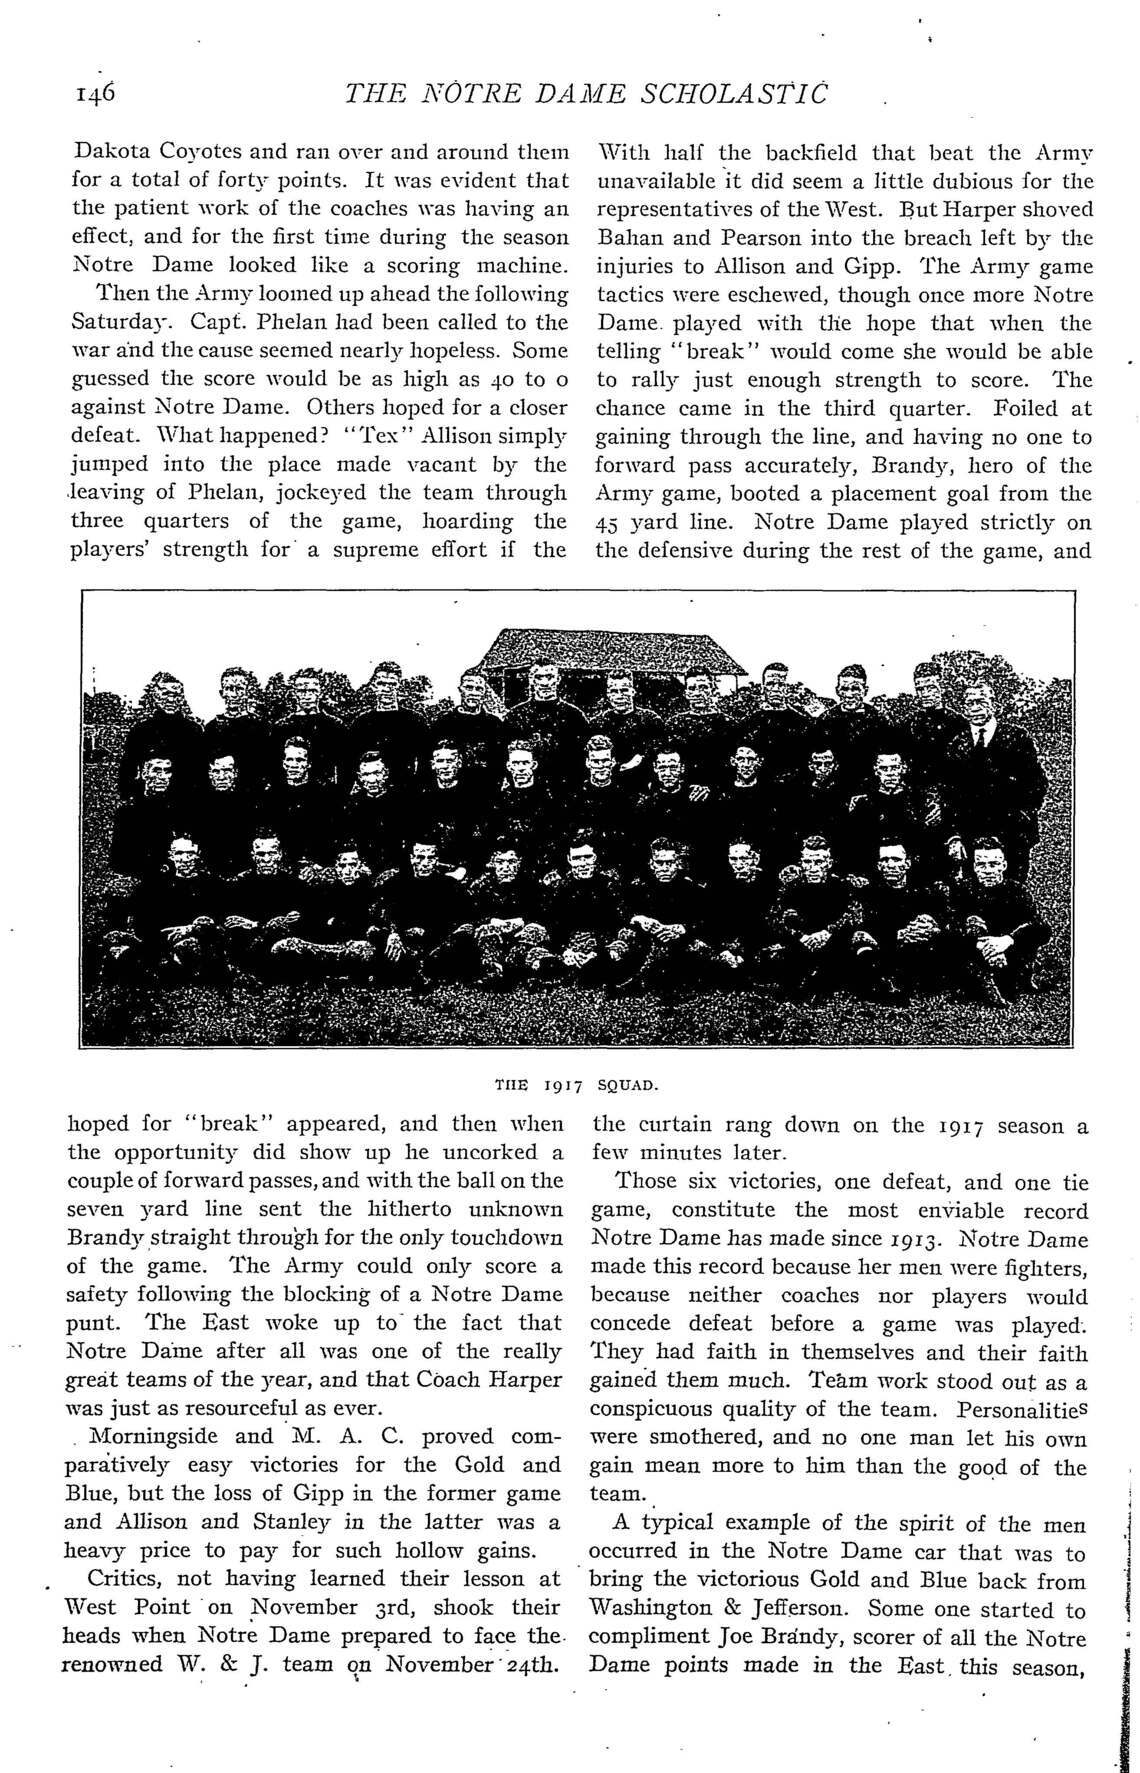 146
THE NOTRE DAME SCHOLASTIC
Dakota Coyotes and ran over and around them
for a total of forty points. It was evident that
the patient work of the coaches was having an
effect, and for the first time during the season
Notre Dame looked like a scoring machine.
Then the Army loomed up ahead the following
Saturday. Capt. Phelan had been called to the
war and the cause seemed nearly hopeless. Some
guessed the score would be as high as 40 to 0
against Notre Dame. Others hoped for a closer
defeat. What happened? "Tex" Allison simply
jumped into the place made vacant by the
leaving of Phelan, jockeyed the team through
three quarters of the game, hoarding the
players' strength for a supreme effort if the
hoped for "break" appeared, and then when
the opportunity did show up he uncorked a
couple of forward passes, and with the ball on the
seven yard line sent the hitherto unknown
Brandy straight through for the only touchdown
of the game. The Army could only score a
safety following the blocking of a Notre Dame
punt. The East woke up to the fact that
Notre Dame after all was one of the really
great teams of the year, and that Coach Harper
was just as resourceful as ever.
Morningside and M. A. C. proved com-
paratively easy victories for the Gold and
Blue, but the loss of Gipp in the former game
and Allison and Stanley in the latter was a
heavy price to pay for such hollow gains.
Critics, not having learned their lesson at
West Point on November 3rd, shook their
heads when Notre Dame prepared to face the
renowned W. & J. team on November 24th.
With half the backfield that beat the Army
unavailable it did seem a little dubious for the
representatives of the West. But Harper shoved
Bahan and Pearson into the breach left by the
injuries to Allison and Gipp. The Army game
tactics were eschewed, though once more Notre
Dame played with the hope that when the
telling "break" would come she would be able
to rally just enough strength to score. The
chance came in the third quarter. Foiled at
gaining through the line, and having no one to
forward pass accurately, Brandy, hero of the
Army game, booted a placement goal from the
45 yard line. Notre Dame played strictly on
the defensive during the rest of the game, and
the curtain rang down on the 1917 season a
few minutes later.
Those six victories, one defeat, and one tie
game, constitute the most enviable record
Notre Dame has made since 1913. Notre Dame
made this record because her men were fighters,
because neither coaches nor players would
concede defeat before a game was played.
They had faith in themselves and their faith
gained them much. Team work stood out as a
conspicuous quality of the team. Personalities
were smothered, and no one man let his own
gain mean more to him than the good of the
team.
A typical example of the spirit of the men
occurred in the Notre Dame car that was to
bring the victorious Gold and Blue back from
Washington & Jefferson. Some one started to
compliment Joe Brandy, scorer of all the Notre
Dame points made in the East this season,
THE 1917 SQUAD.